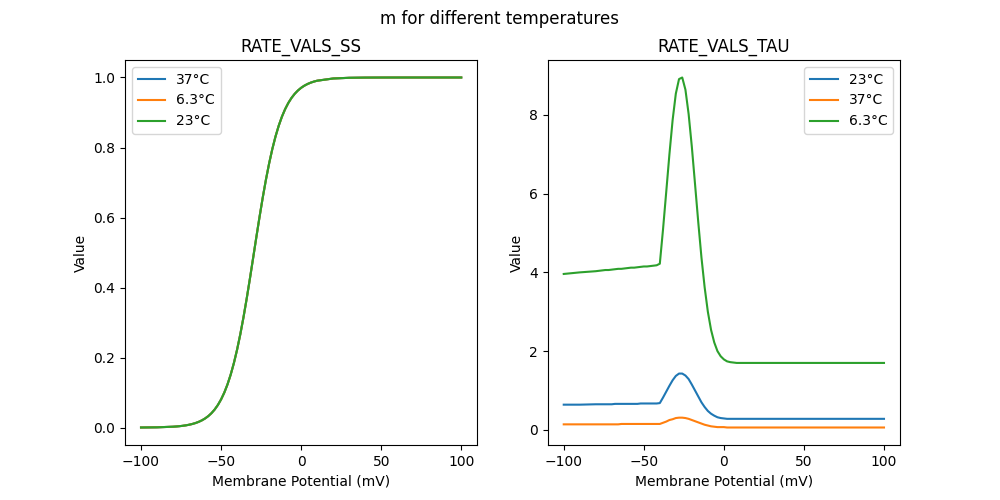 m for different temperatures
RATE_VALS_SS
1.0
0.8
0.6
0.4
0.2
0.0
Value
37°C
6.3°C
23°C
−100
−50
0
50
100
Membrane Potential (mV)
RATE_VALS_TAU
8
6
4
2
0
Value
23°C
37°C
6.3°C
−100
−50
0
50
100
Membrane Potential (mV)